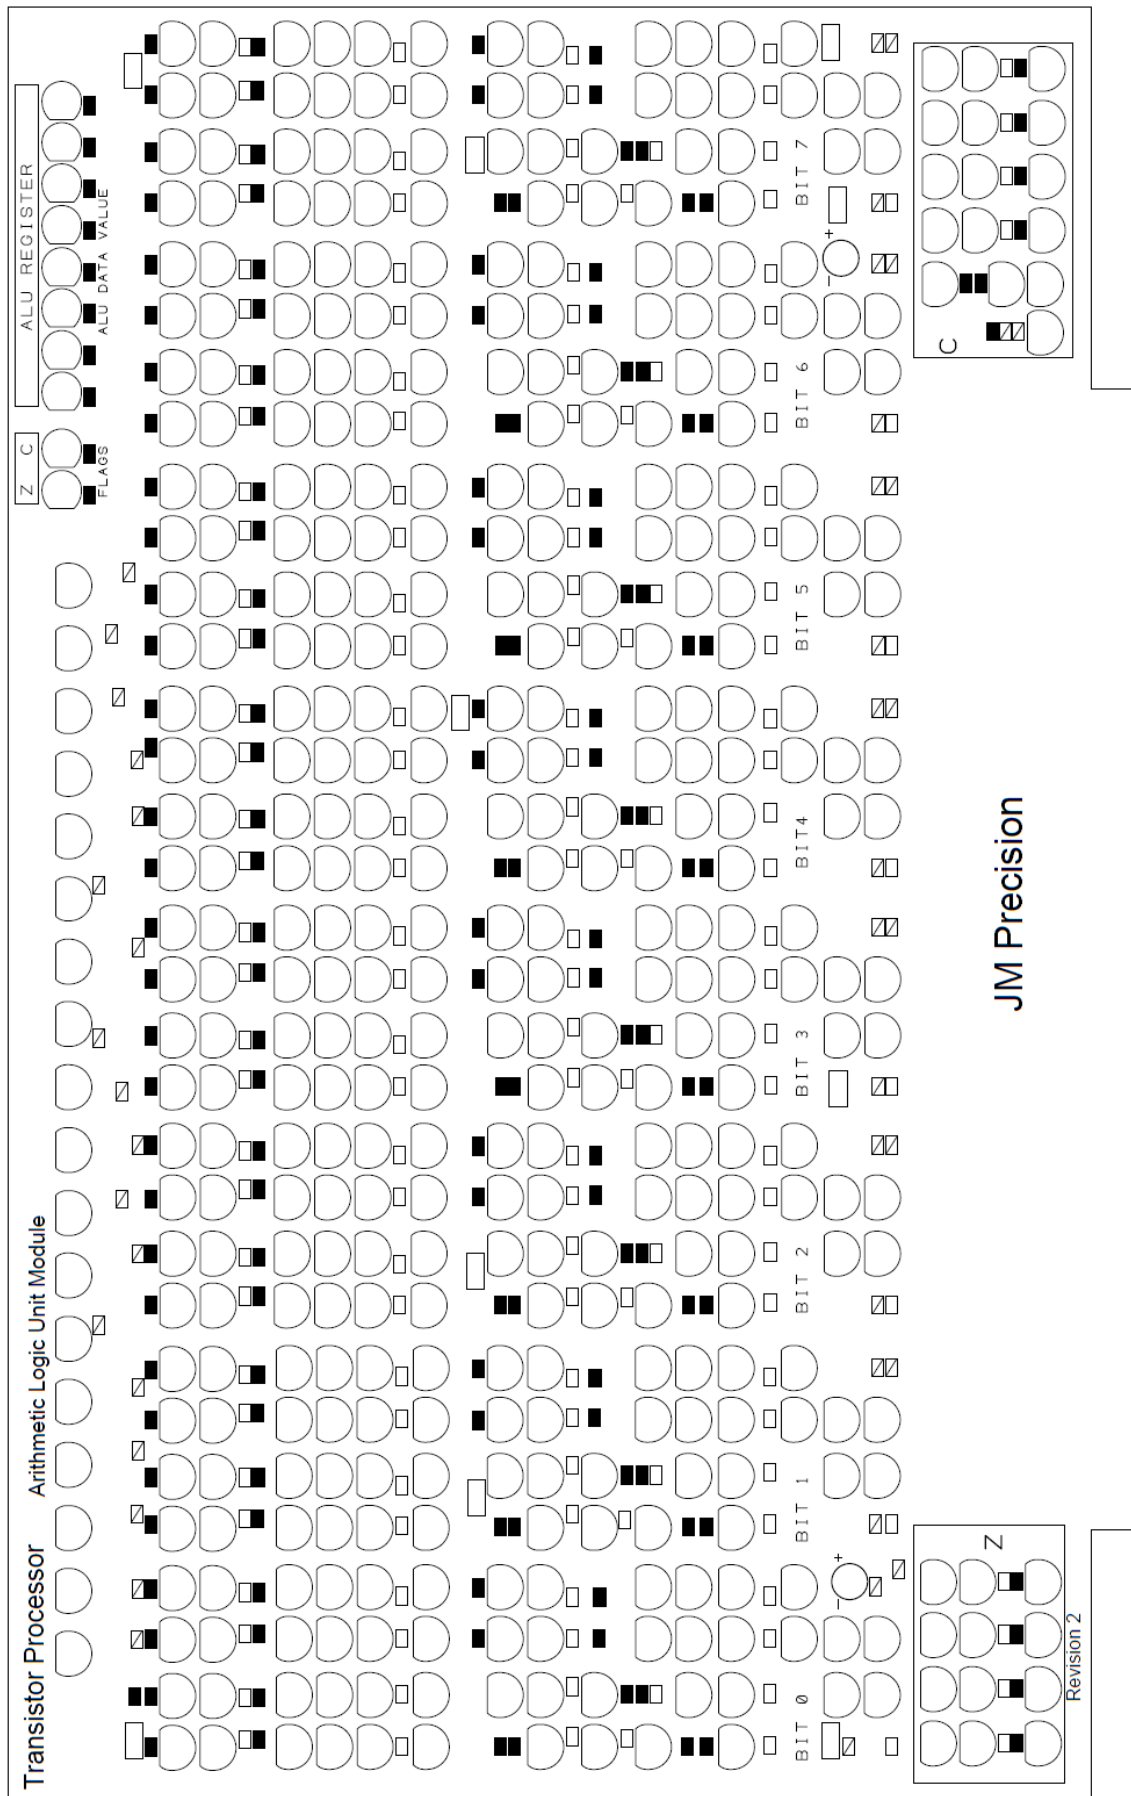 Transistor Processor Arithmetic Logic Unit Module
Z C
ALU REGISTER
FLAGS
ALU DATA VALUE
BIT 0
BIT 1
BIT 2
BIT 3
BIT4
BIT 5
BIT 6
BIT 7
- +
- +
Z
C
JM Precision
Revision 2